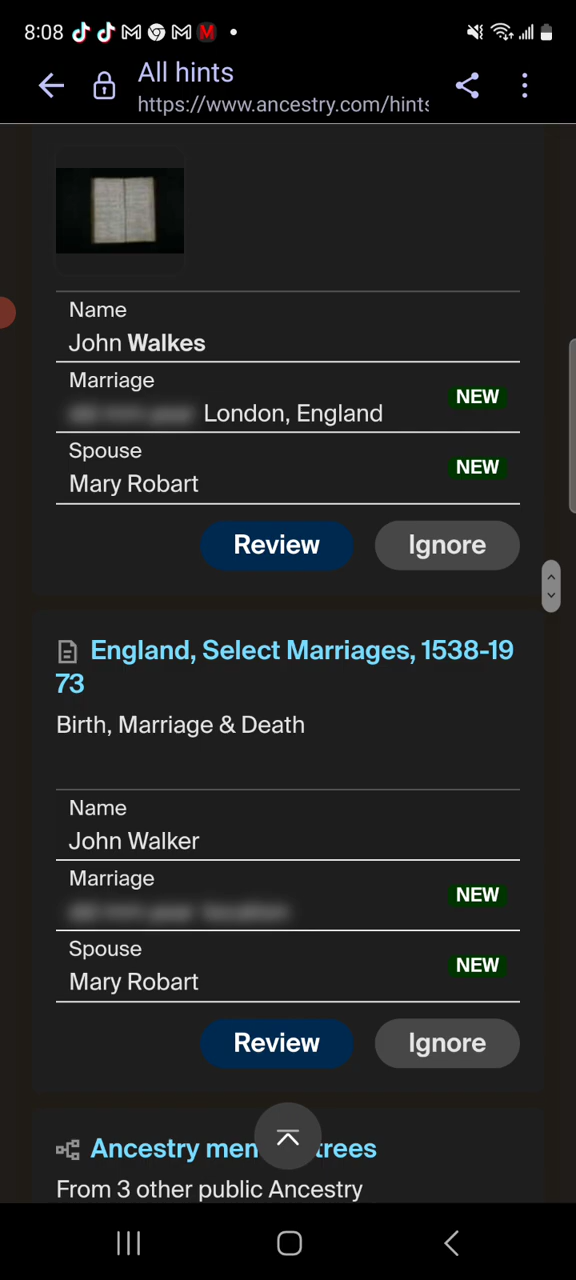 8:08
All hints
https://www.ancestry.com/hints
Name
John Walkes
Marriage
London, England
NEW
Spouse
NEW
Mary Robart
Review
Ignore
England, Select Marriages, 1538-19
73
Birth, Marriage & Death
Name
John Walker
Marriage
NEW
Spouse
NEW
Mary Robart
Review
Ignore
Ancestry trees
From 3 other public Ancestry